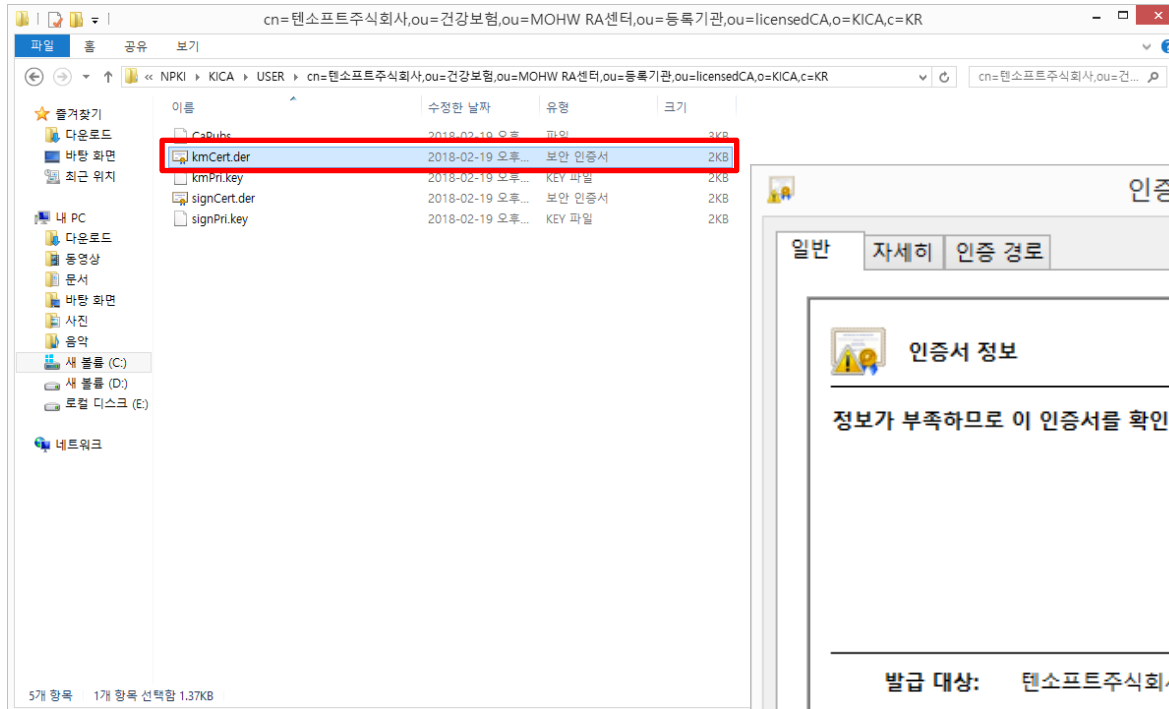 cn=텐소프트주식회사,ou=건강보험,ou=MOHW RA센터,ou=등록기관,ou=licensedCA,o=KICA,c=KR
파일 홈 공유 보기
« NPKI ▸ KICA ▸ USER ▸ cn=텐소프트주식회사,ou=건강보험,ou=MOHW RA센터,ou=등록기관,ou=licensedCA,o=KICA,c=KR
cn=텐소프트주식회사,ou=건...
이름 수정한 날짜 유형 크기
CaPubs 2018-02-19 오후... 파일 3KB
kmCert.der 2018-02-19 오후... 보안 인증서 2KB
kmPri.key 2018-02-19 오후... KEY 파일 2KB
signCert.der 2018-02-19 오후... 보안 인증서 2KB
signPri.key 2018-02-19 오후... KEY 파일 2KB
즐겨찾기
다운로드
바탕 화면
최근 위치
내 PC
다운로드
동영상
문서
바탕 화면
사진
음악
새 볼륨 (C:)
새 볼륨 (D:)
로컬 디스크 (E:)
네트워크
5개 항목 1개 항목 선택함 1.37KB
인증
일반 자세히 인증 경로
인증서 정보
정보가 부족하므로 이 인증서를 확인
발급 대상: 텐소프트주식회사